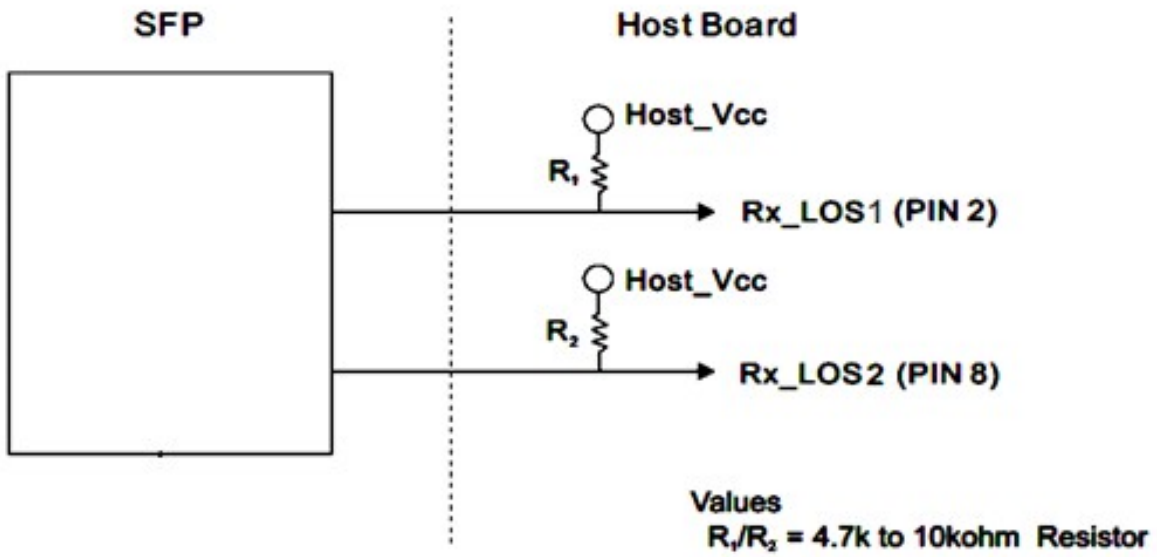 SFP
Host Board
Host_Vcc
R₁
Rx_LOS1 (PIN 2)
Host_Vcc
R₂
Rx_LOS2 (PIN 8)
Values
R₁/R₂ = 4.7k to 10kohm Resistor